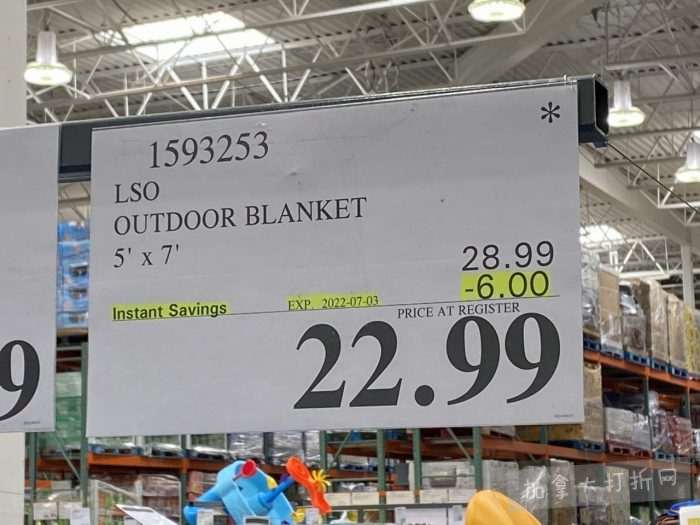 *
1593253
LSO
OUTDOOR BLANKET
5' x 7'
28.99
-6.00
Instant Savings EXP. 2022-07-03
PRICE AT REGISTER
22.99
9
加拿大打折网